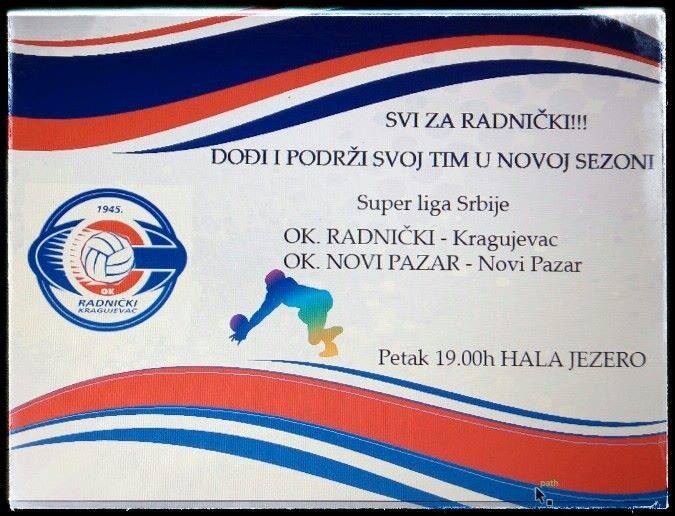 SVI ZA RADNIČKI!!!
DOĐI I PODRŽI SVOJ TIM U NOVOJ SEZONI
Super liga Srbije
OK. RADNIČKI - Kragujevac
OK. NOVI PAZAR - Novi Pazar
1945.
OK
RADNIČKI
KRAGUJEVAC
Petak 19.00h HALA JEZERO
path